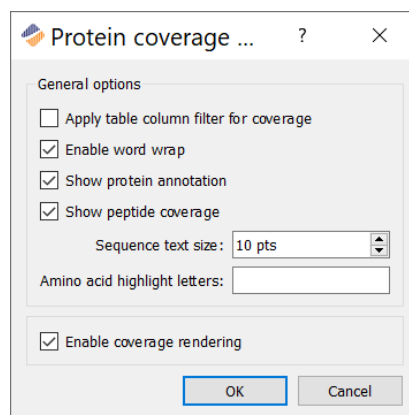 Protein coverage ... ?
General options
Apply table column filter for coverage
Enable word wrap
Show protein annotation
Show peptide coverage
Sequence text size: 10 pts
Amino acid highlight letters:
Enable coverage rendering
OK Cancel